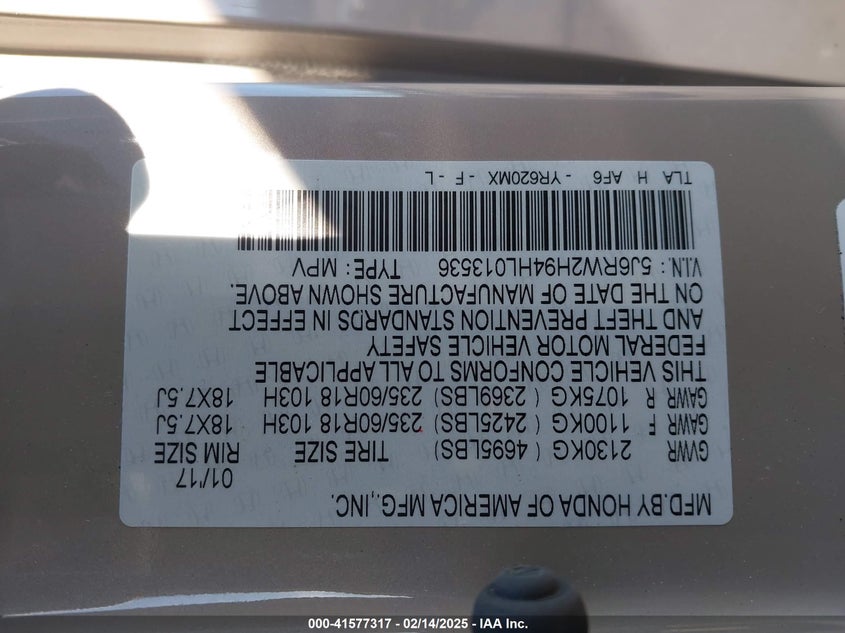 MFD.BY HONDA OF AMERICA MFG.,INC.
01/17
GVWR 2130KG ( 4695LBS) TIRE SIZE RIM SIZE
GAWR F 1100KG ( 2425LBS) 235/60R18 103H 18X7.5J
GAWR R 1075KG ( 2369LBS) 235/60R18 103H 18X7.5J
THIS VEHICLE CONFORMS TO ALL APPLICABLE
FEDERAL MOTOR VEHICLE SAFETY
AND THEFT PREVENTION STANDARDS IN EFFECT
ON THE DATE OF MANUFACTURE SHOWN ABOVE.
V.I.N.: 5J6RW2H94HL013536 TYPE: MPV
TLA H AF6 - YR620MX - F - L
000-41577317 - 02/14/2025 - IAA Inc.